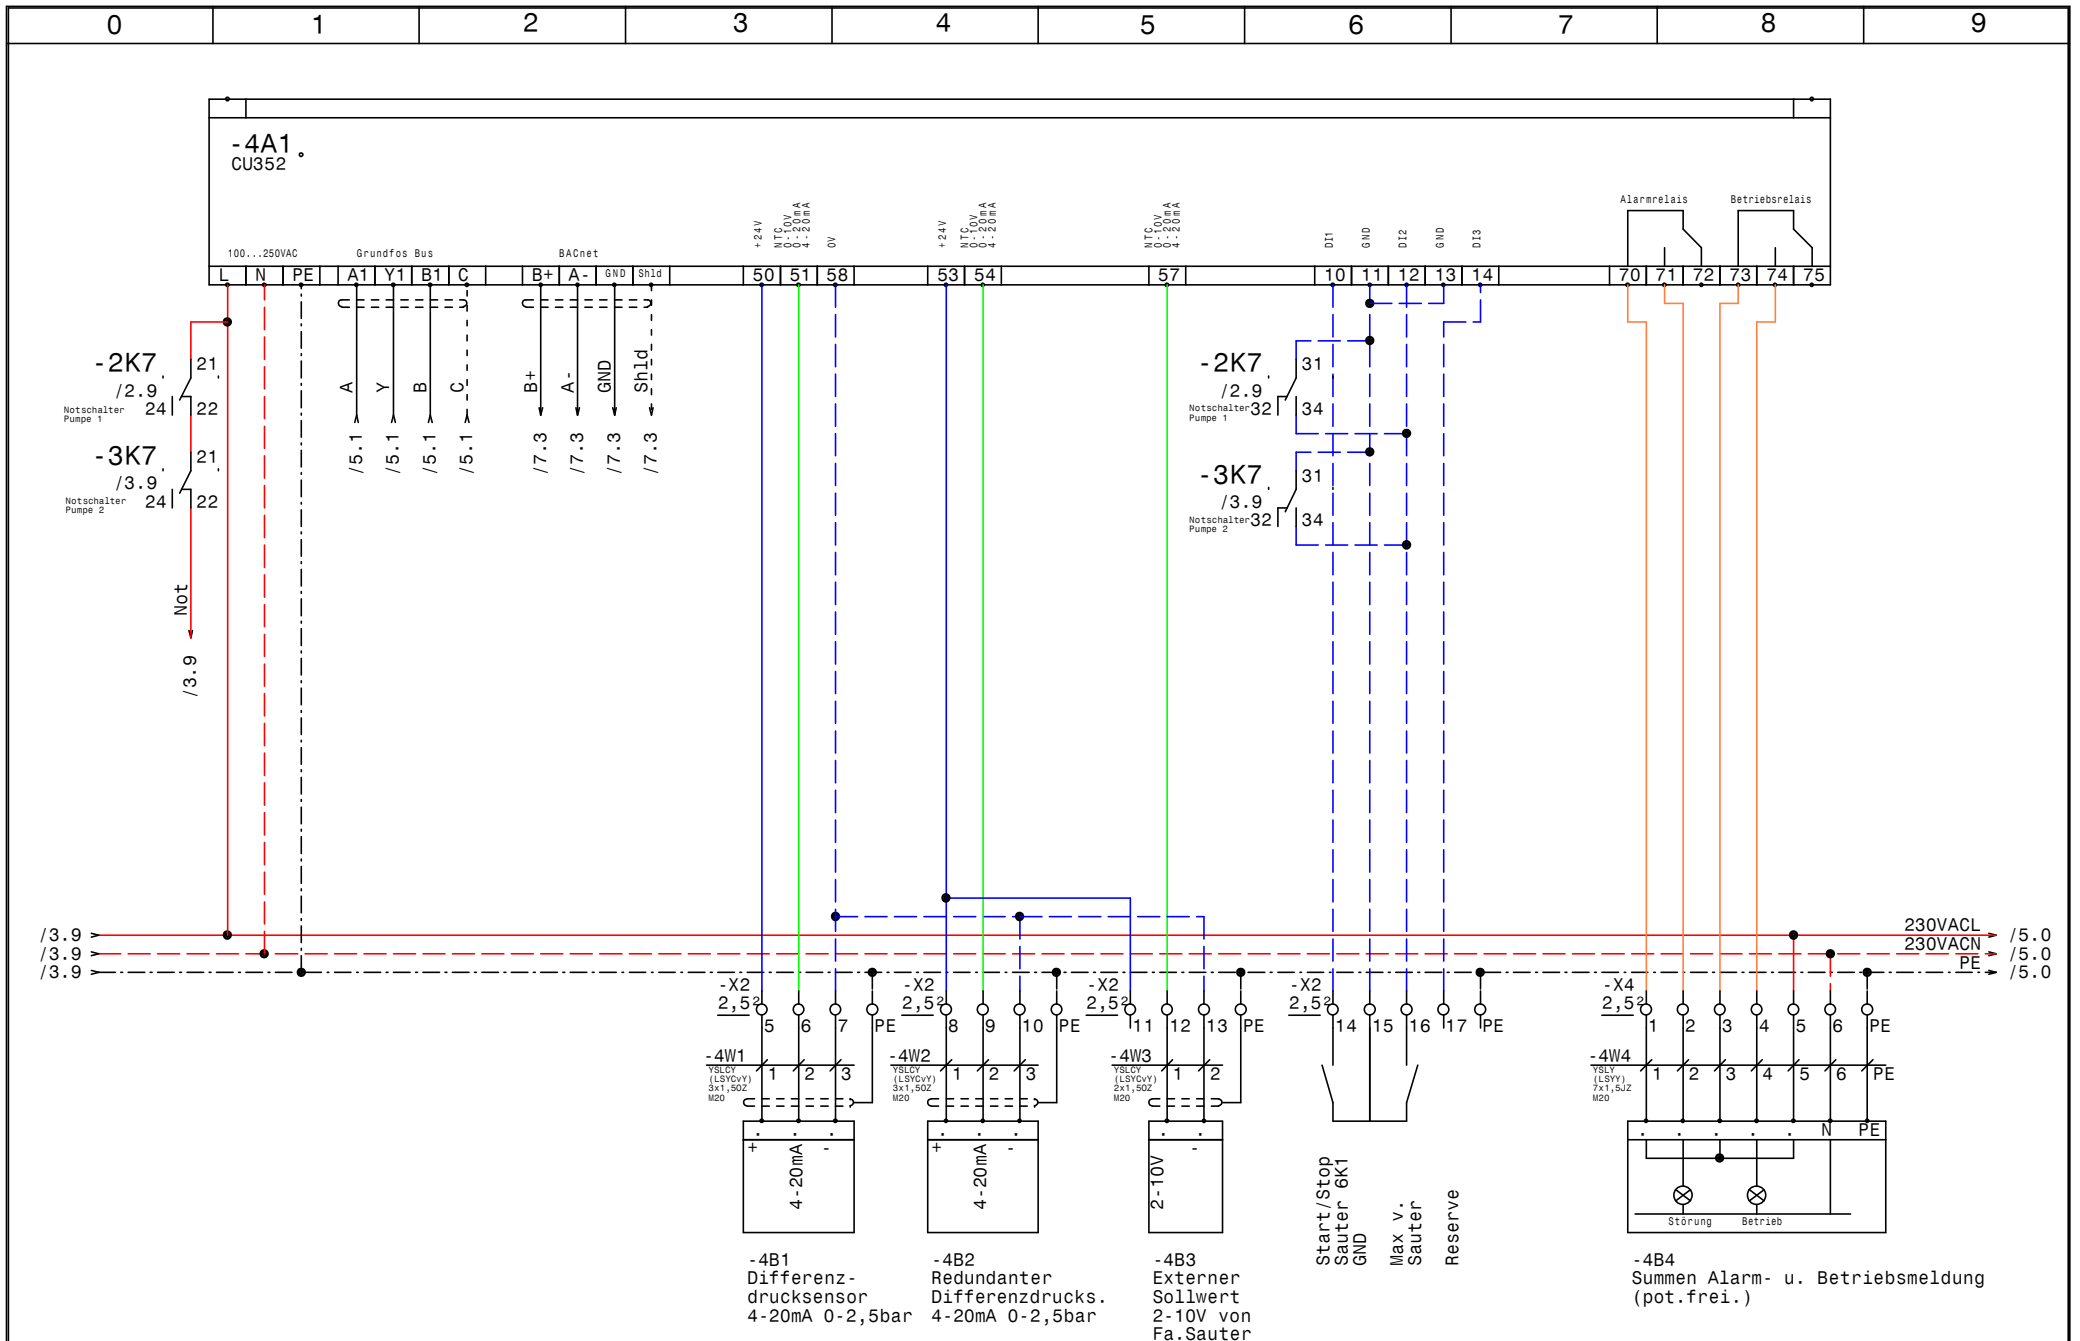 0 1 2 3 4 5 6 7 8 9
-4A1
CU352
100...250VAC
Grundfos Bus
BACnet
+24V
NTC
0-10V
0-20mA
4-20mA
0V
+24V
NTC
0-10V
0-20mA
4-20mA
NTC
0-10V
0-20mA
4-20mA
DI1
GND
DI2
GND
DI3
Alarmrelais
Betriebsrelais
L N PE A1 Y1 B1 C B+ A- GND Shld 50 51 58 53 54 57 10 11 12 13 14 70 71 72 73 74 75
-2K7
/2.9
Notschalter
Pumpe 1
21
24 22
-3K7
/3.9
Notschalter
Pumpe 2
21
24 22
Not
/3.9
A
/5.1
Y
/5.1
B
/5.1
C
/5.1
B+
/7.3
A-
/7.3
GND
/7.3
Shld
/7.3
-2K7
/2.9
Notschalter
Pumpe 1
31
32 34
-3K7
/3.9
Notschalter
Pumpe 2
31
32 34
/3.9
/3.9
/3.9
230VACL /5.0
230VACN /5.0
PE /5.0
-X2
2,5²
5 6 7 PE
-X2
2,5²
8 9 10 PE
-X2
2,5²
11 12 13 PE
-X2
2,5²
14 15 16 17 PE
-X4
2,5²
1 2 3 4 5 6 PE
-4W1
YSLCY
(LSYCvY)
3x1,5OZ
M20
1 2 3
-4W2
YSLCY
(LSYCvY)
3x1,5OZ
M20
1 2 3
-4W3
YSLCY
(LSYCvY)
2x1,5OZ
M20
1 2
-4W4
YSLY
(LSYY)
7x1,5JZ
M20
1 2 3 4 5 6 PE
+ -
4-20mA
+ -
4-20mA
-
2-10V
N PE
Störung
Betrieb
-4B1
Differenz-
drucksensor
4-20mA 0-2,5bar
-4B2
Redundanter
Differenzdrucks.
4-20mA 0-2,5bar
-4B3
Externer
Sollwert
2-10V von
Fa.Sauter
Start/Stop
Sauter 6K1
GND
Max v.
Sauter
Reserve
-4B4
Summen Alarm- u. Betriebsmeldung
(pot.frei.)